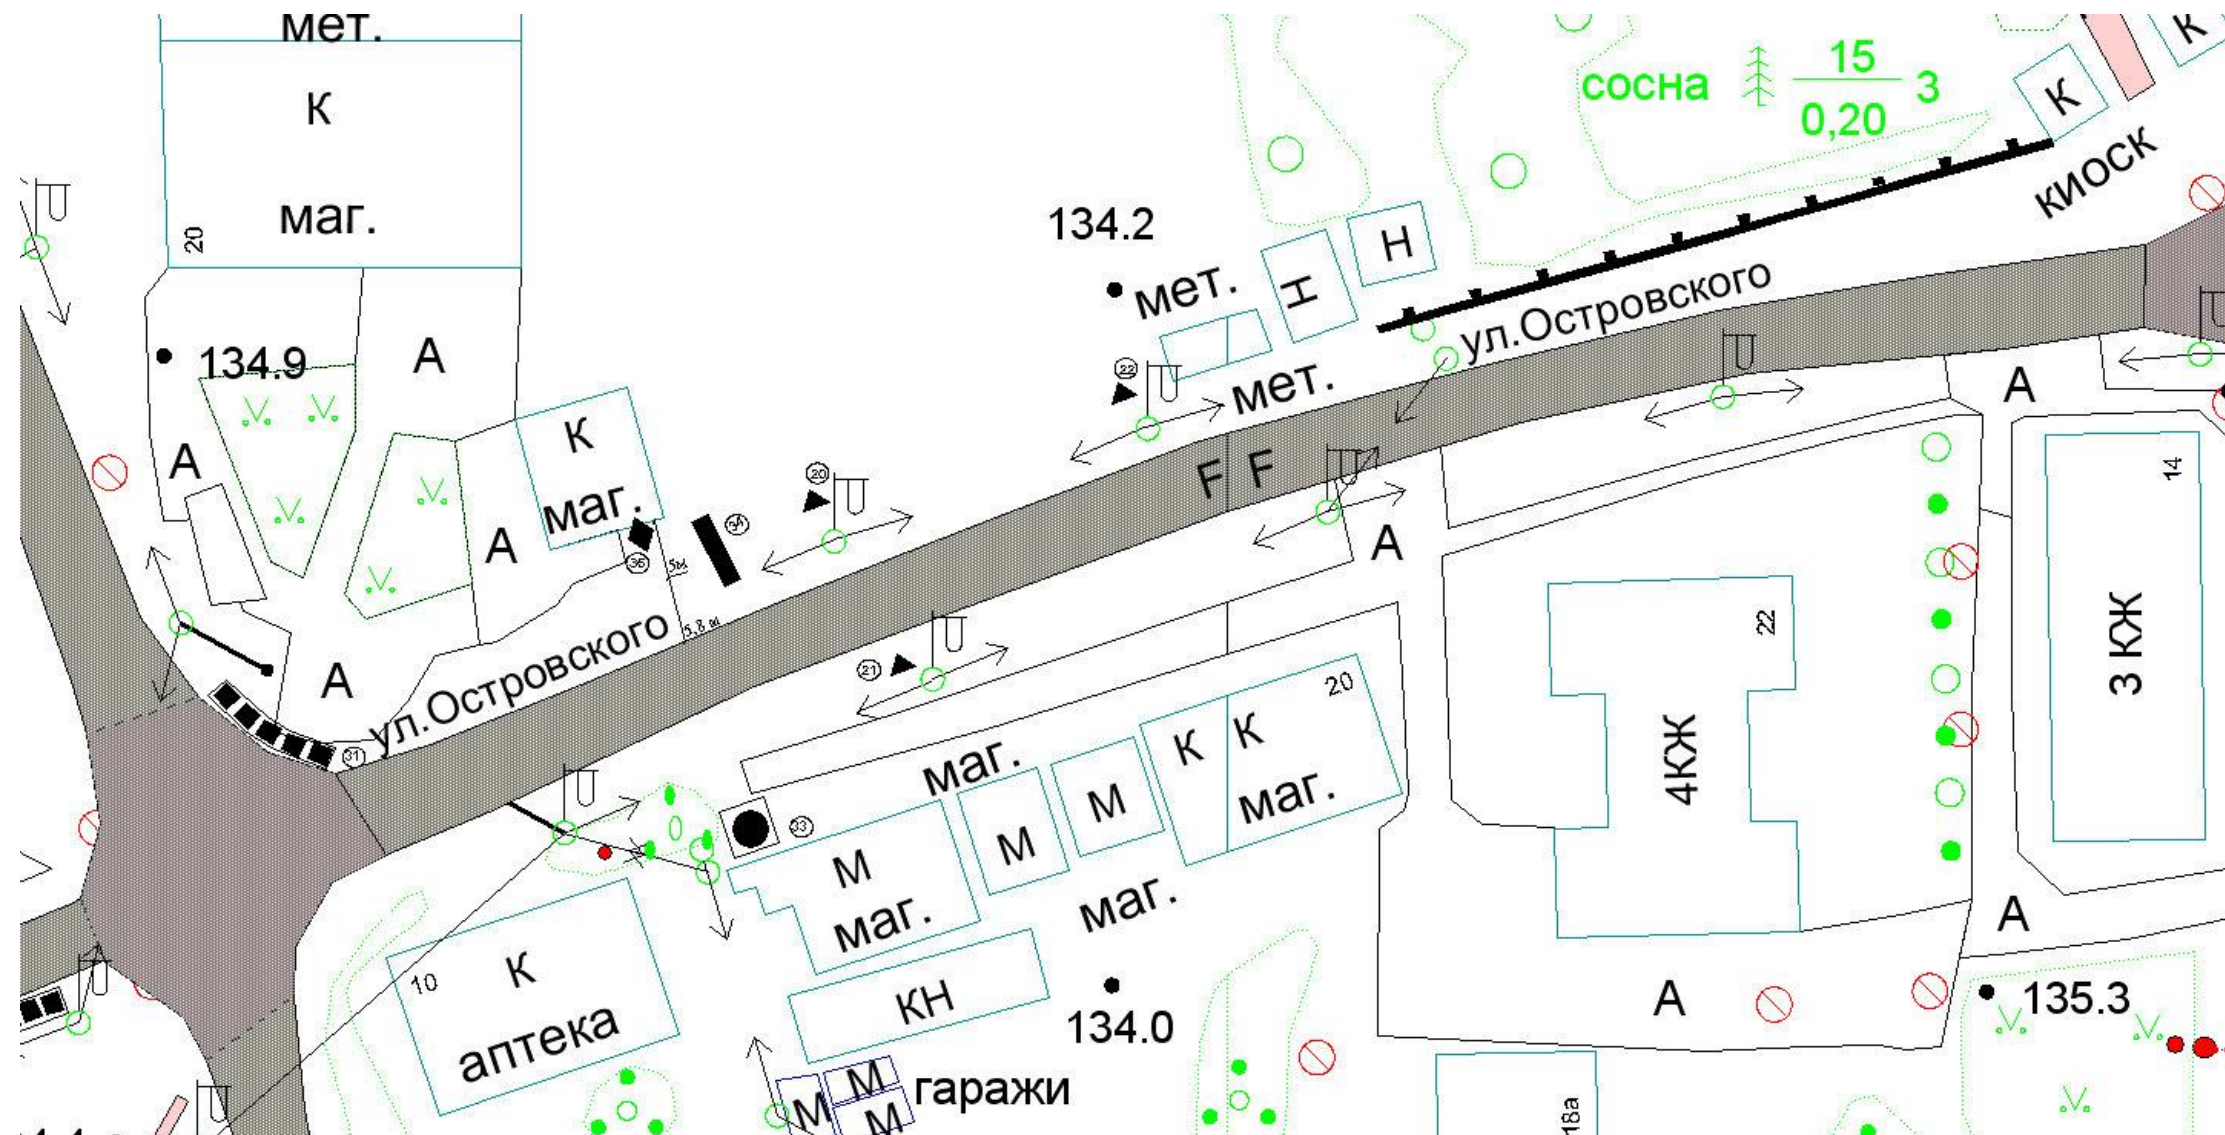 мет.
К
маг.
20
134.9
А
А
К
маг.
А
36
34
5м
5.8 м
А
ул.Островского
31
20
21
22
134.2
мет.
Н
Н
мет.
ул.Островского
сосна
15
0,20
3
К
К
киоск
F F
А
А
14
3 КЖ
22
4КЖ
А
А
135.3
20
К К
маг.
маг.
М
М
М
маг.
33
маг.
КН
134.0
10
К
аптека
М
М
М
гаражи
18а